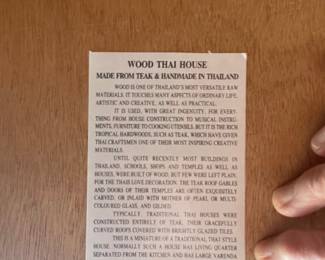 WOOD THAI HOUSE
MADE FROM TEAK & HANDMADE IN THAILAND
WOOD IS ONE OF THAILAND'S MOST VERSATILE RAW
MATERIALS. IT TOUCHES MANY ASPECTS OF ORDINARY LIFE,
ARTISTIC AND CREATIVE, AS WELL AS PRACTICAL.
IT IS USED, WITH GREAT INGENUITY, FOR EVERY-
THING FROM HOUSE CONSTRUCTION TO MUSICAL INSTRU-
MENTS, FURNITURE TO COOKING UTENSILS, BUT IT IS THE RICH
TROPICAL HARDWOODS, SUCH AS TEAK, WHICH HAVE GIVEN
THAI CRAFTSMEN ONE OF THEIR MOST INSPIRING CREATIVE
MATERIALS.
UNTIL QUITE RECENTLY MOST BUILDINGS IN
THAILAND, SCHOOLS, SHOPS AND TEMPLES AS WELL AS
HOUSES, WERE BUILT OF WOOD, BUT FEW WERE LEFT PLAIN,
FOR THE THAIS LOVE DECORATION. THE TEAK ROOF GABLES
AND DOORS OF THEIR TEMPLES ARE OFTEN EXQUISITELY
CARVED, OR INLAID WITH MOTHER OF PEARL OR MULTI-
COLOURED GLASS, AND GILDED.
TYPICALLY, TRADITIONAL THAI HOUSES WERE
CONSTRUCTED ENTIRELY OF TEAK, THEIR GRACEFULLY
CURVED ROOFS COVERED WITH BRIGHTLY GLAZED TILES.
THIS IS A MINIATURE OF A TRADITIONAL THAI STYLE
HOUSE. NORMALLY SUCH A HOUSE HAS LIVING QUARTER
SEPARATED FROM THE KITCHEN AND HAS LARGE VARENDA